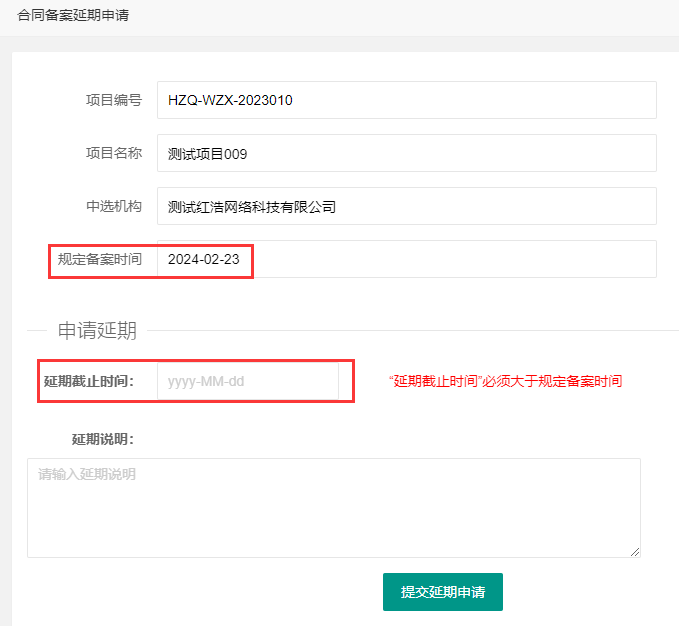 合同备案延期申请
项目编号 HZQ-WZX-2023010
项目名称 测试项目009
中选机构 测试红浩网络科技有限公司
规定备案时间 2024-02-23
申请延期
延期截止时间: yyyy-MM-dd “延期截止时间”必须大于规定备案时间
延期说明:
请输入延期说明
提交延期申请